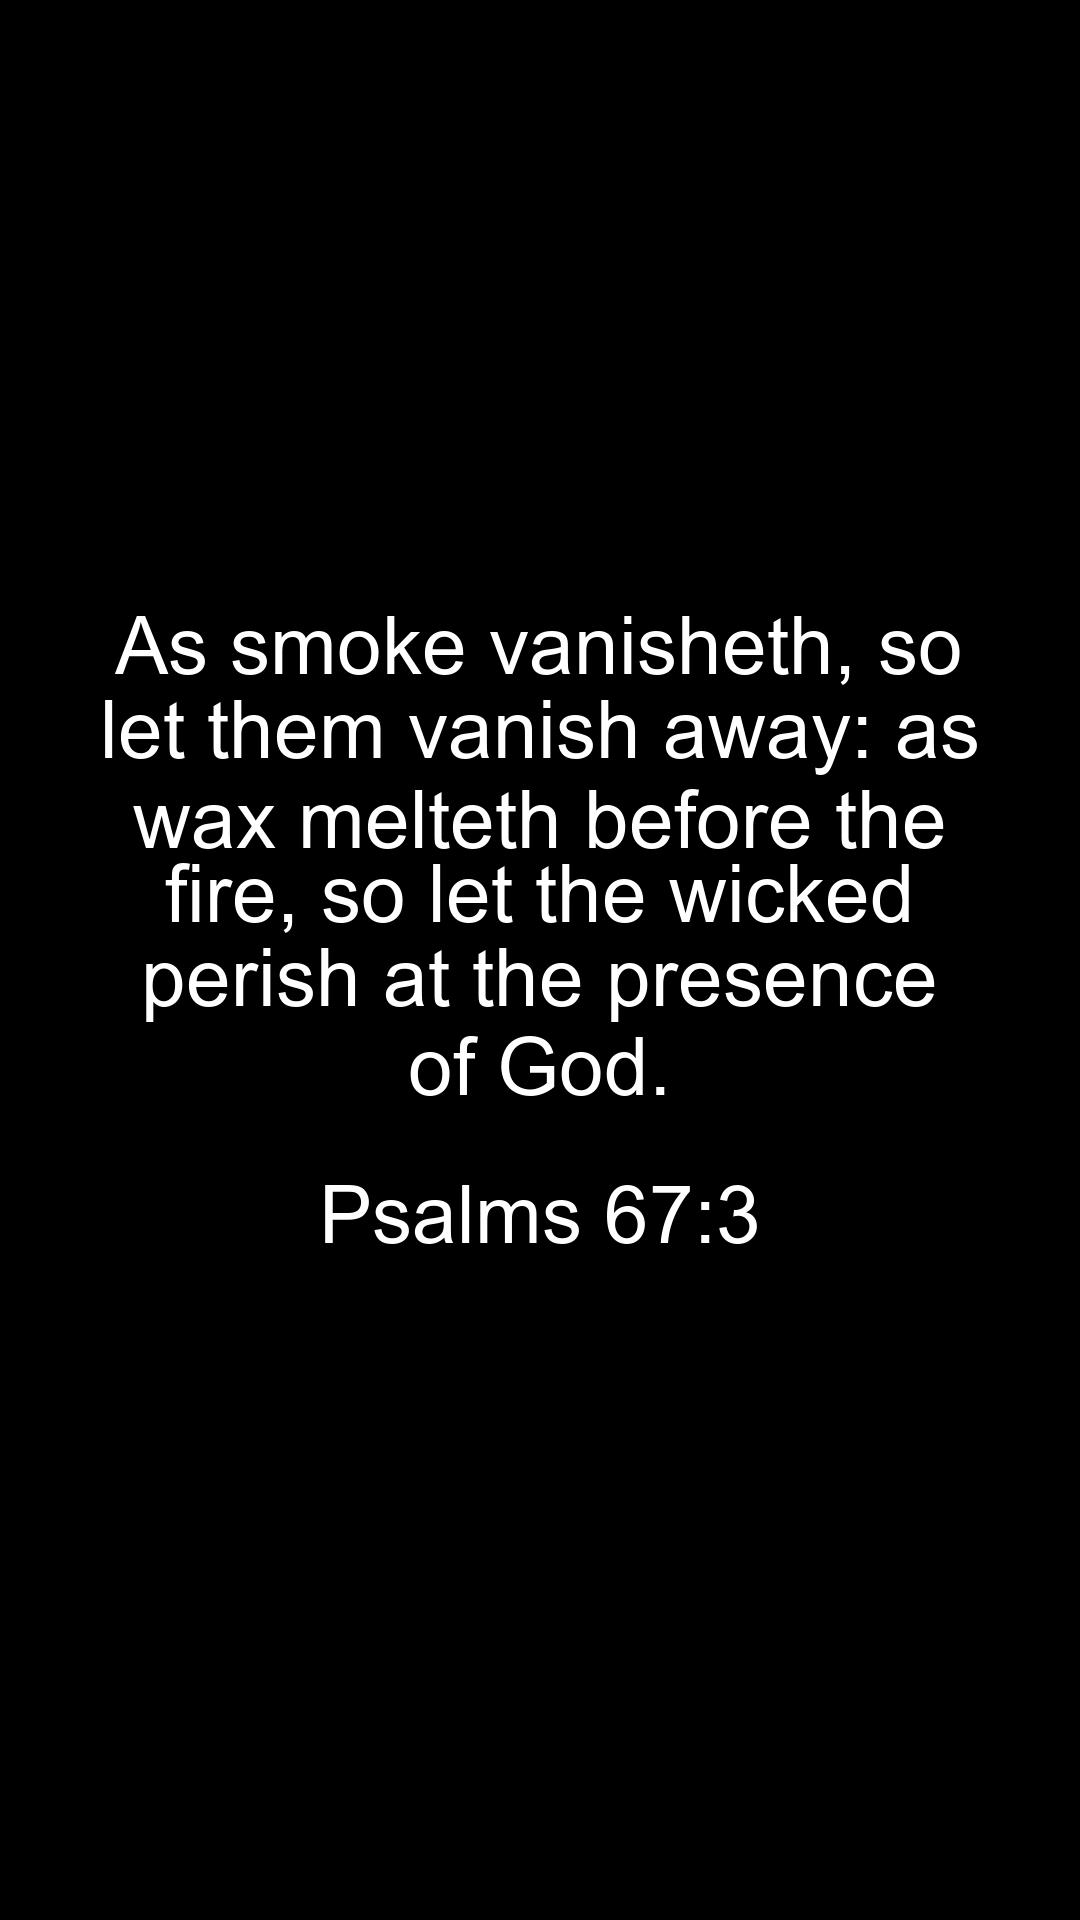 As smoke vanisheth, so
let them vanish away: as
wax melteth before the
fire, so let the wicked
perish at the presence
of God.
Psalms 67:3